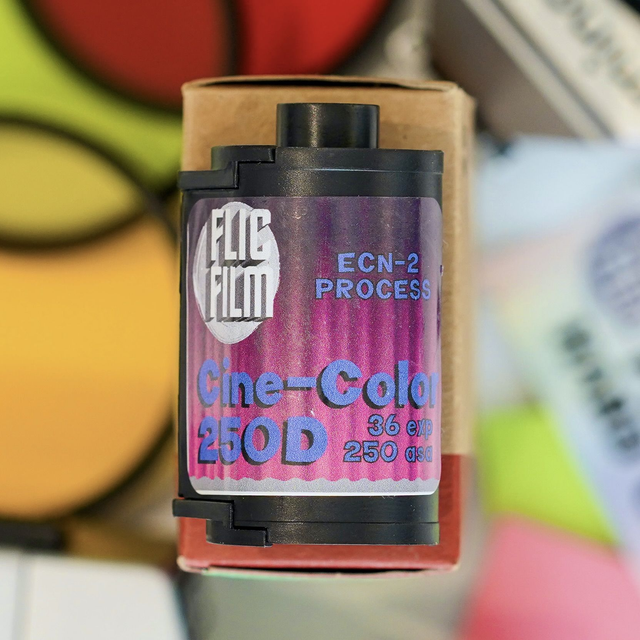 FLIC
FILM
ECN-2
PROCESS
Cine-Color
250D
36 exp
250 asa